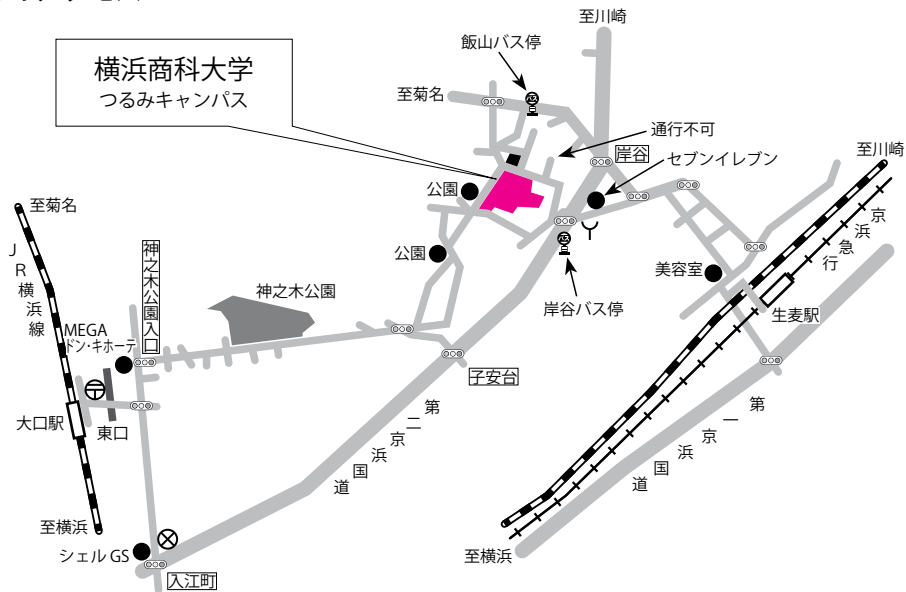 至川崎
飯山バス停
横浜商科大学
つるみキャンパス
至菊名
通行不可
岸谷
セブンイレブン
至川崎
公園
至菊名
JR横浜線
神之木公園入口
公園
京浜急行
美容室
神之木公園
岸谷バス停
生麦駅
MEGA
ドン・キホーテ
子安台
大口駅
東口
第二京浜国道
第一京浜国道
至横浜
至横浜
シェル GS
入江町